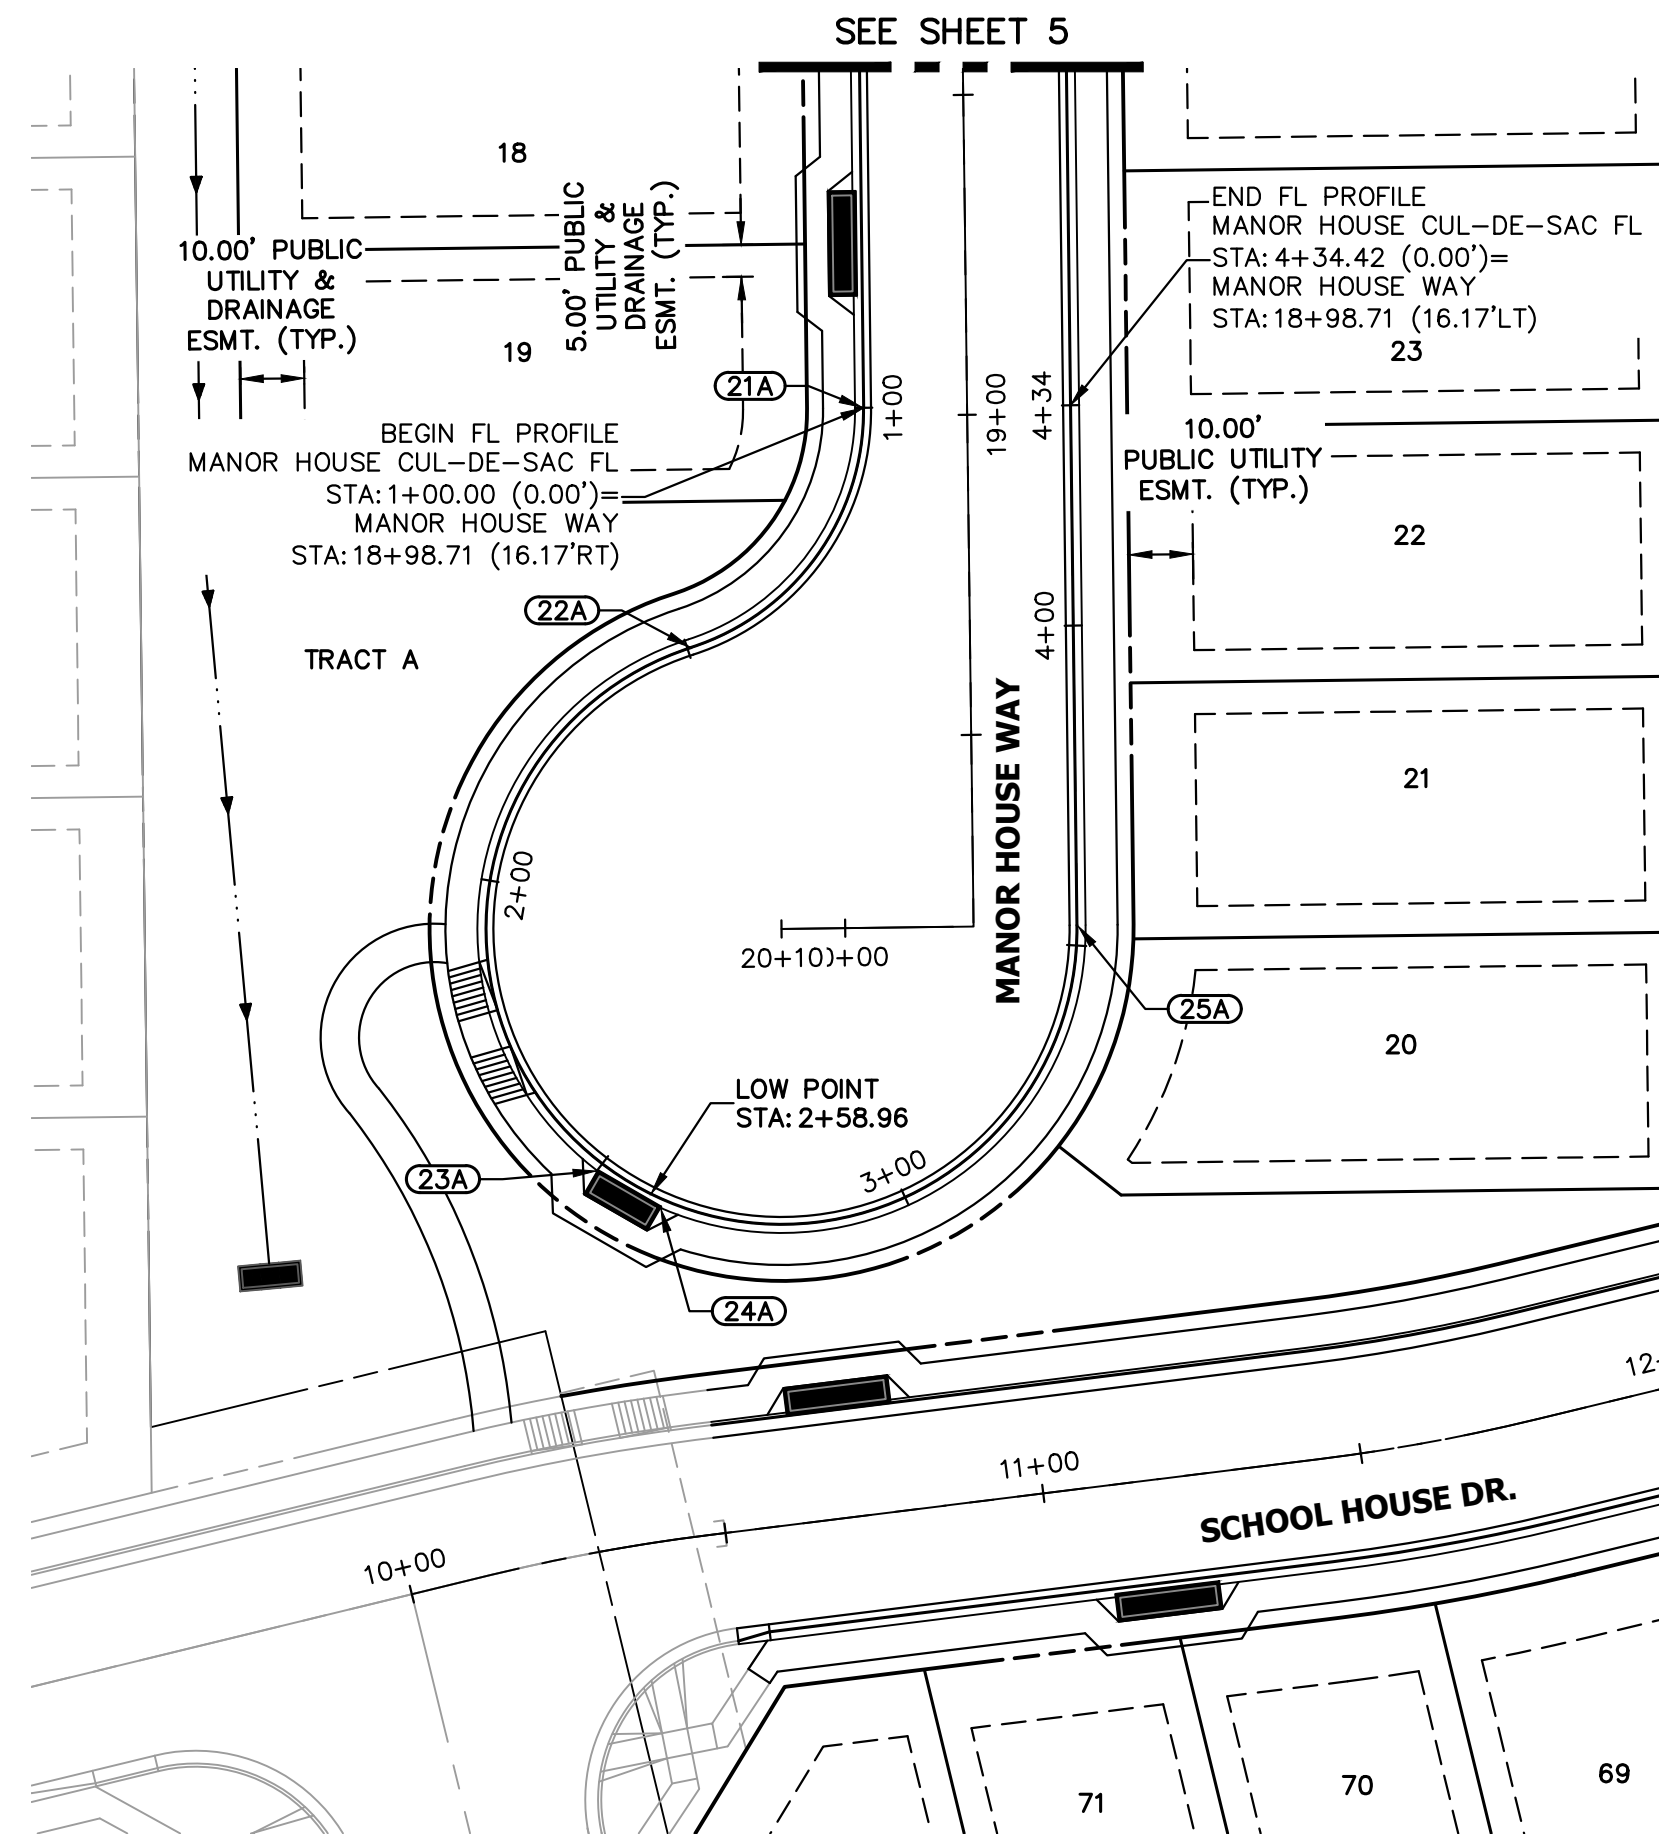 SEE SHEET 5
18
10.00' PUBLIC
UTILITY &
DRAINAGE
ESMT. (TYP.)
5.00' PUBLIC
UTILITY &
DRAINAGE
ESMT. (TYP.)
END FL PROFILE
MANOR HOUSE CUL-DE-SAC FL
STA: 4+34.42 (0.00')=
MANOR HOUSE WAY
STA: 18+98.71 (16.17'LT)
23
19
21A
1+00
19+00
4+34
BEGIN FL PROFILE
MANOR HOUSE CUL-DE-SAC FL
STA: 1+00.00 (0.00')=
MANOR HOUSE WAY
STA: 18+98.71 (16.17'RT)
10.00'
PUBLIC UTILITY
ESMT. (TYP.)
22
22A
4+00
TRACT A
MANOR HOUSE WAY
21
2+00
20+10
+00
25A
20
LOW POINT
STA: 2+58.96
23A
3+00
24A
12
11+00
SCHOOL HOUSE DR.
10+00
71
70
69